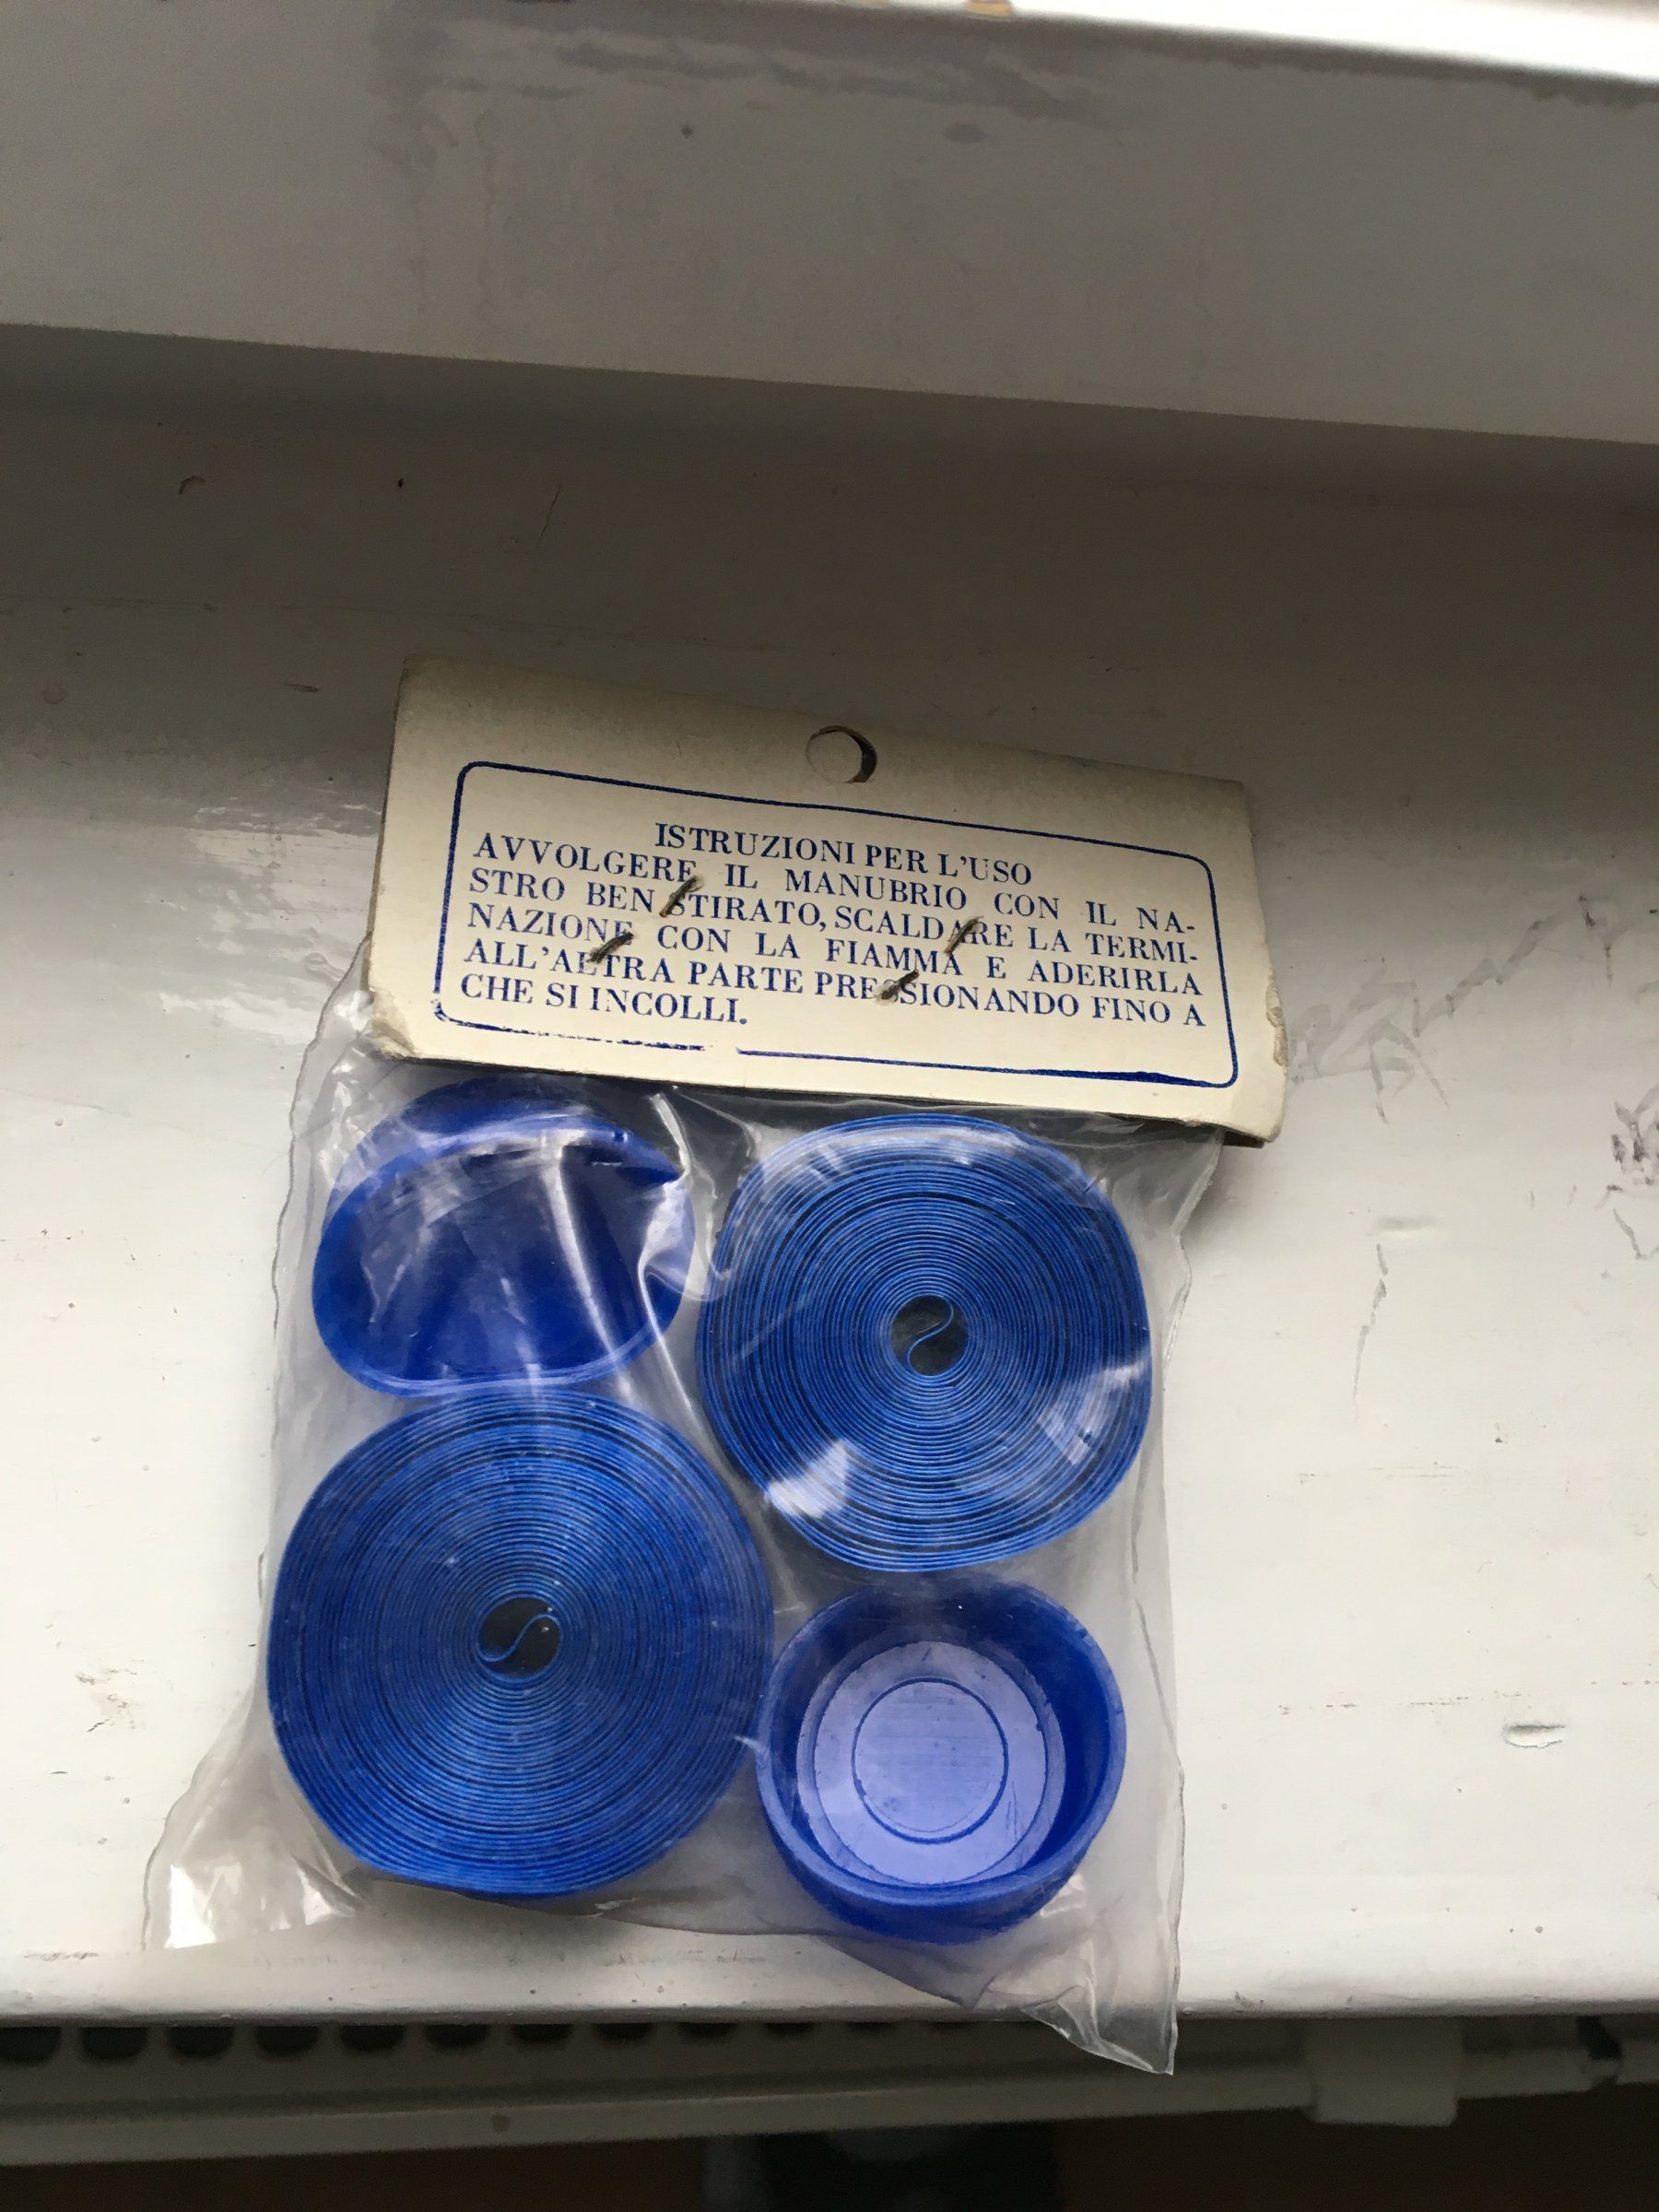 ISTRUZIONI PER L'USO
AVVOLGERE IL MANUBRIO CON IL NA-
STRO BEN STIRATO, SCALDARE LA TERMI-
NAZIONE CON LA FIAMMA E ADERIRLA
ALL'ALTRA PARTE PRESSIONANDO FINO A
CHE SI INCOLLI.